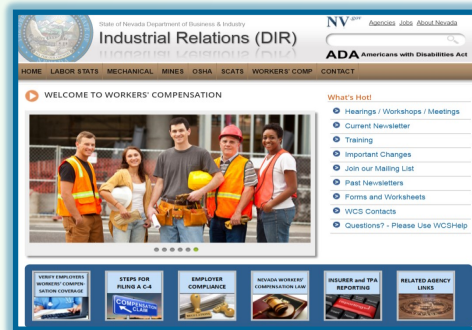 State of Nevada Department of Business & Industry
Industrial Relations (DIR)
NV.gov Agencies Jobs About Nevada
ADA Americans with Disabilities Act
HOME LABOR STATS MECHANICAL MINES OSHA SCATS WORKERS' COMP CONTACT
WELCOME TO WORKERS' COMPENSATION
What's Hot!
Hearings / Workshops / Meetings
Current Newsletter
Training
Important Changes
Join our Mailing List
Past Newsletters
Forms and Worksheets
WCS Contacts
Questions? - Please Use WCSHelp
VERIFY EMPLOYERS
WORKERS' COMPEN-
SATION COVERAGE
STEPS FOR
FILING A C-4
COMPENSATION
CLAIM
EMPLOYER
COMPLIANCE
NEVADA WORKERS'
COMPENSATION LAW
INSURER and TPA
REPORTING
RELATED AGENCY
LINKS